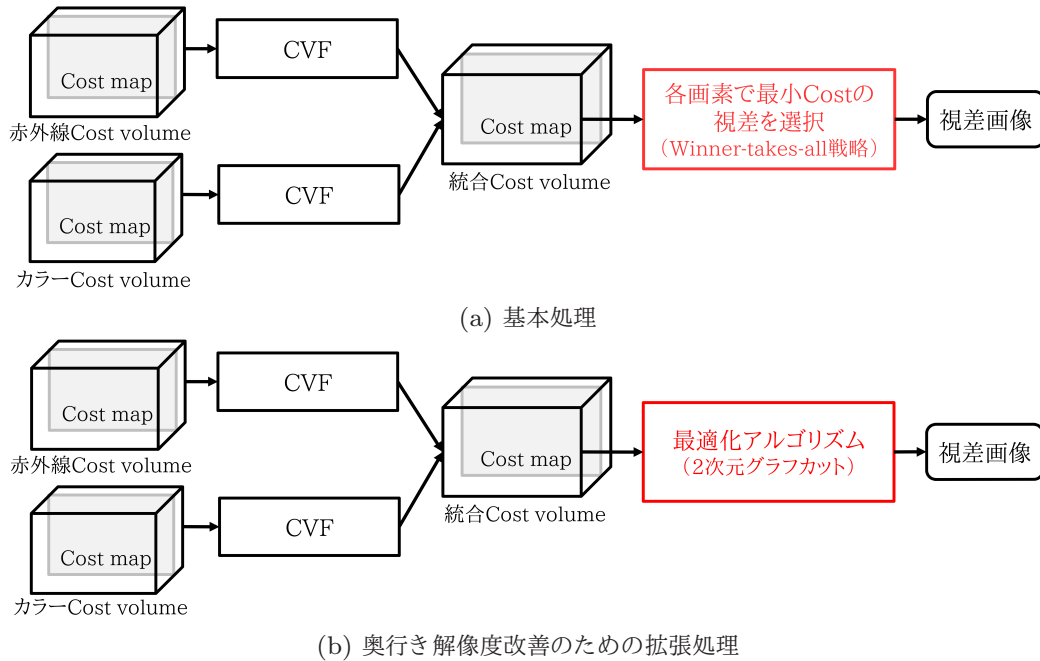 Cost map
赤外線Cost volume
CVF
Cost map
カラーCost volume
CVF
Cost map
統合Cost volume
各画素で最小Costの
視差を選択
（Winner-takes-all戦略）
視差画像
(a) 基本処理
Cost map
赤外線Cost volume
CVF
Cost map
カラーCost volume
CVF
Cost map
統合Cost volume
最適化アルゴリズム
（2次元グラフカット）
視差画像
(b) 奥行き解像度改善のための拡張処理